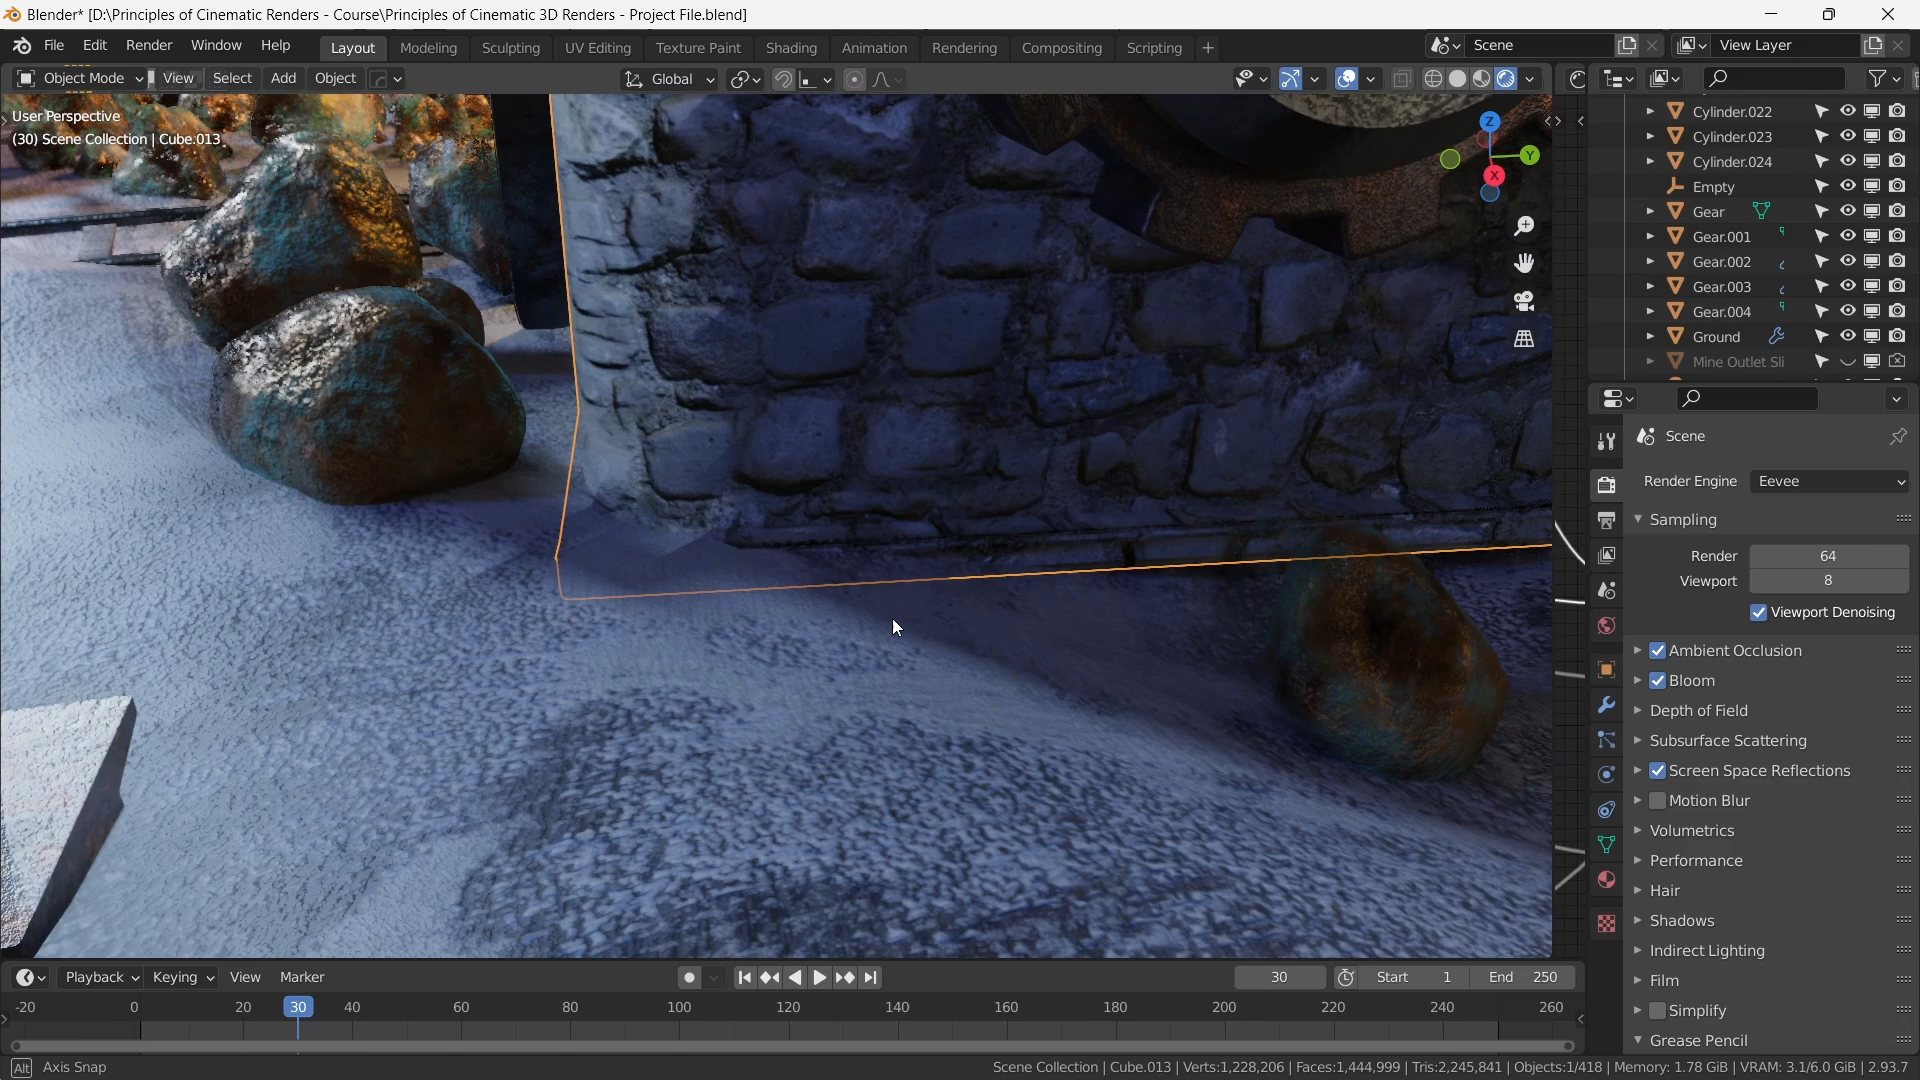 Blender* [D:\Principles of Cinematic Renders - Course\Principles of Cinematic 3D Renders - Project File.blend]
File Edit Render Window Help Layout Modeling Sculpting UV Editing Texture Paint Shading Animation Rendering Compositing Scripting + Scene View Layer
Object Mode View Select Add Object Global
User Perspective
(30) Scene Collection | Cube.013
Z
Y
X
Cylinder.022
Cylinder.023
Cylinder.024
Empty
Gear
Gear.001
Gear.002
Gear.003
Gear.004
Ground
Mine Outlet Sli
Scene
Render Engine Eevee
Sampling
Render 64
Viewport 8
Viewport Denoising
Ambient Occlusion
Bloom
Depth of Field
Subsurface Scattering
Screen Space Reflections
Motion Blur
Volumetrics
Performance
Hair
Shadows
Indirect Lighting
Film
Simplify
Grease Pencil
Playback Keying View Marker 30 Start 1 End 250
-20 0 20 30 40 60 80 100 120 140 160 180 200 220 240 260
Alt Axis Snap Scene Collection | Cube.013 | Verts:1,228,206 | Faces:1,444,999 | Tris:2,245,841 | Objects:1/418 | Memory: 1.78 GiB | VRAM: 3.1/6.0 GiB | 2.93.7